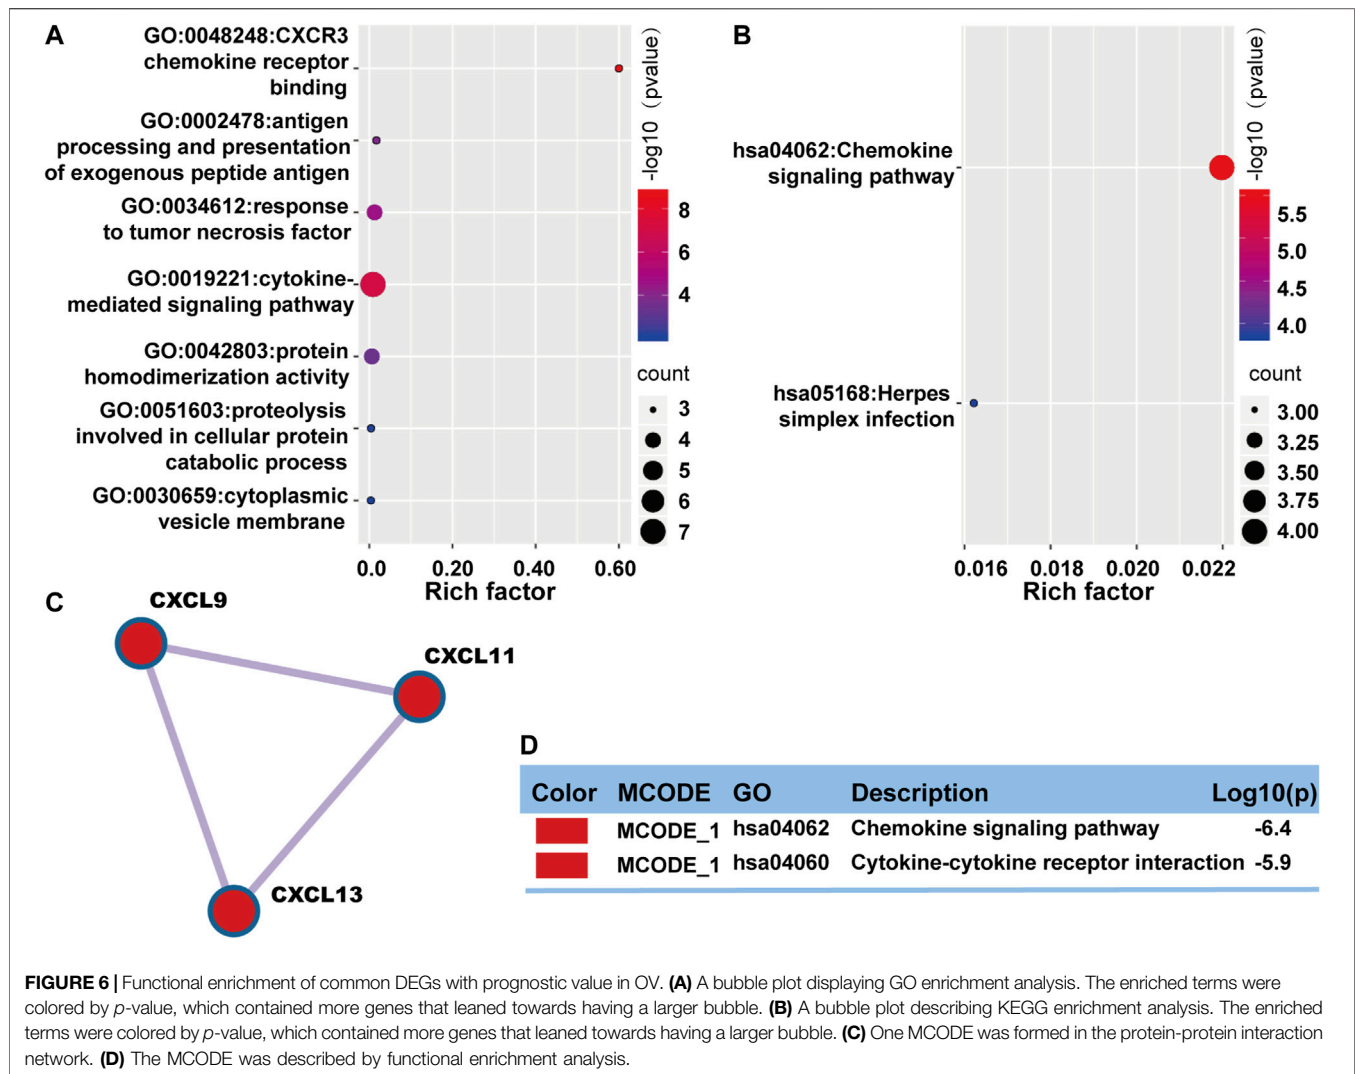 A
GO:0048248:CXCR3
chemokine receptor
binding
GO:0002478:antigen
processing and presentation
of exogenous peptide antigen
GO:0034612:response
to tumor necrosis factor
GO:0019221:cytokine-
mediated signaling pathway
GO:0042803:protein
homodimerization activity
GO:0051603:proteolysis
involved in cellular protein
catabolic process
GO:0030659:cytoplasmic
vesicle membrane
0.0 0.20 0.40 0.60
Rich factor
-log10 (pvalue)
8
6
4
count
3
4
5
6
7
B
hsa04062:Chemokine
signaling pathway
hsa05168:Herpes
simplex infection
0.016 0.018 0.020 0.022
Rich factor
-log10 (pvalue)
5.5
5.0
4.5
4.0
count
3.00
3.25
3.50
3.75
4.00
C
CXCL9
CXCL11
CXCL13
D
Color MCODE GO Description Log10(p)
MCODE_1 hsa04062 Chemokine signaling pathway -6.4
MCODE_1 hsa04060 Cytokine-cytokine receptor interaction -5.9
FIGURE 6 | Functional enrichment of common DEGs with prognostic value in OV. (A) A bubble plot displaying GO enrichment analysis. The enriched terms were
colored by p-value, which contained more genes that leaned towards having a larger bubble. (B) A bubble plot describing KEGG enrichment analysis. The enriched
terms were colored by p-value, which contained more genes that leaned towards having a larger bubble. (C) One MCODE was formed in the protein-protein interaction
network. (D) The MCODE was described by functional enrichment analysis.